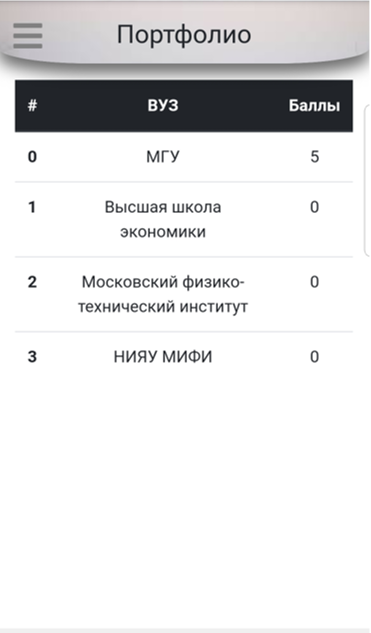 Портфолио
# ВУЗ Баллы
0 МГУ 5
1 Высшая школа 0
экономики
2 Московский физико- 0
технический институт
3 НИЯУ МИФИ 0